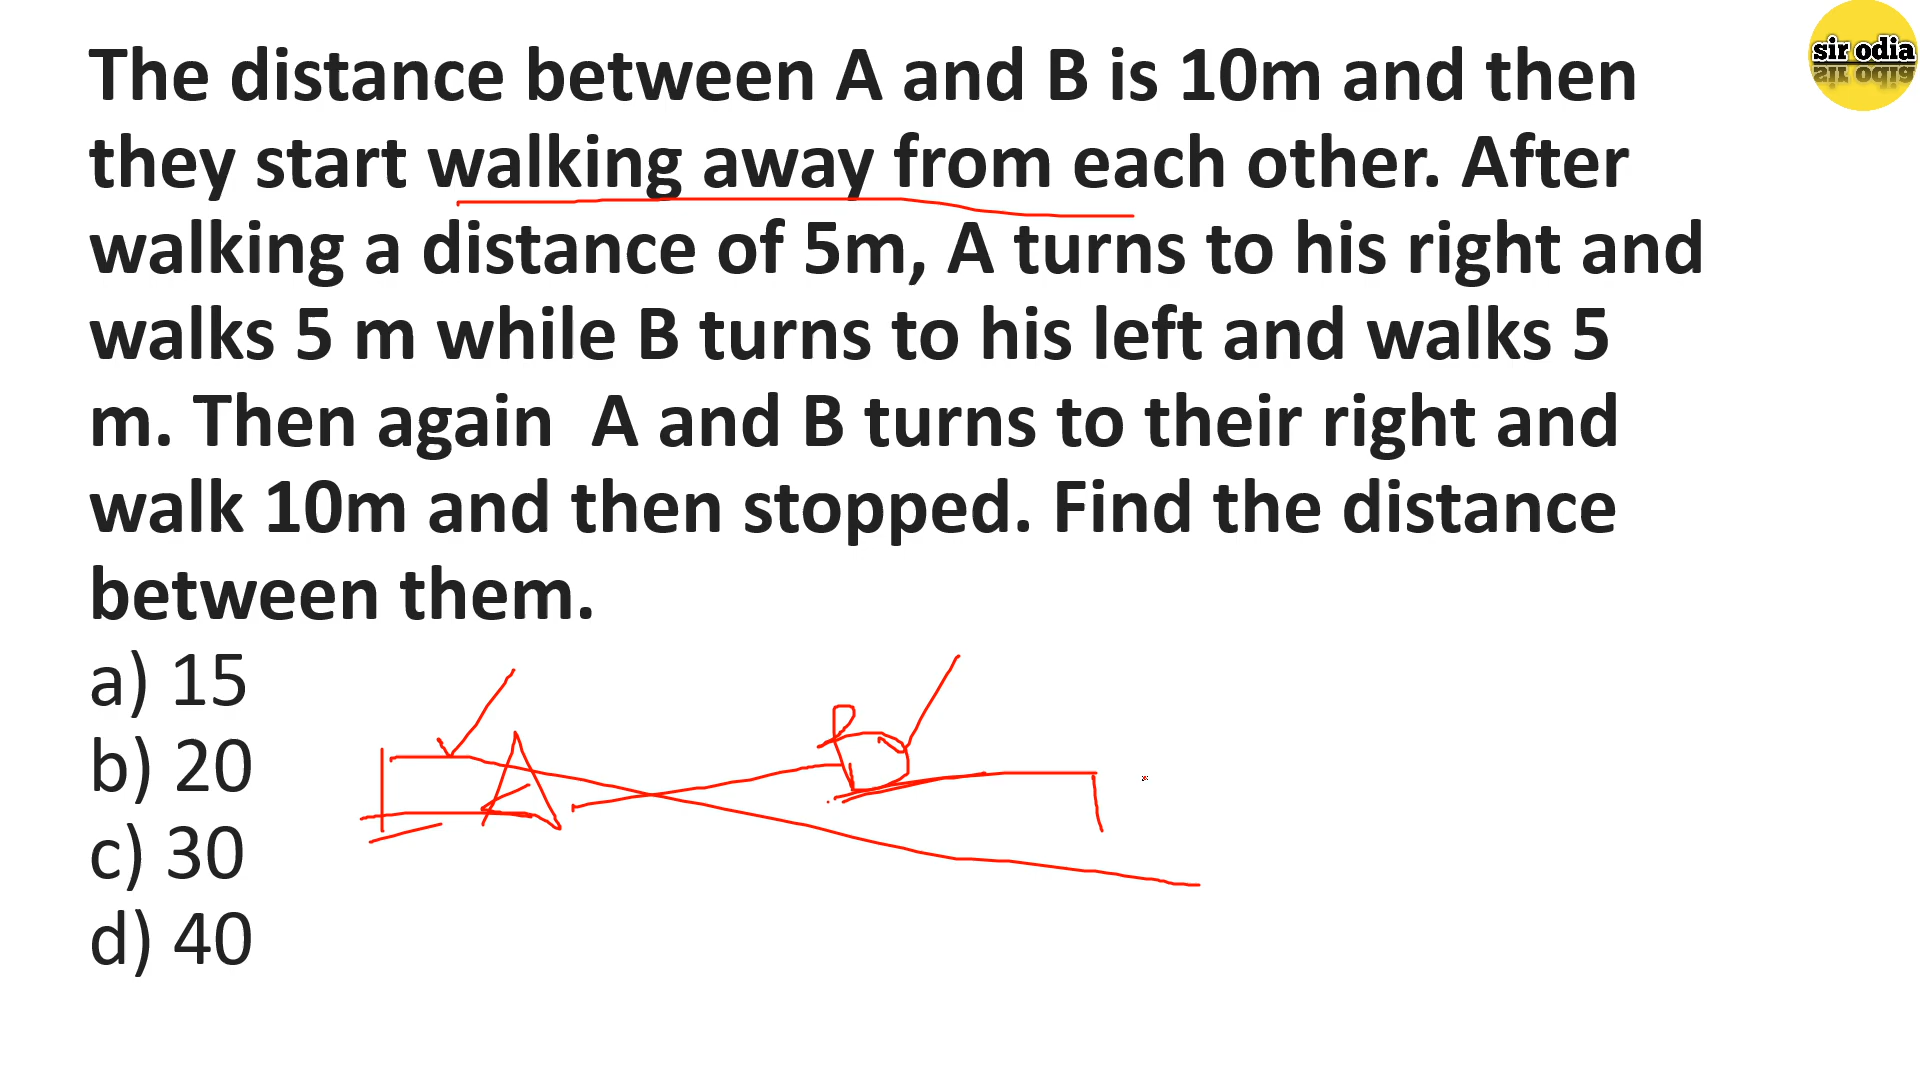 The distance between A and B is 10m and then
they start walking away from each other. After
walking a distance of 5m, A turns to his right and
walks 5 m while B turns to his left and walks 5
m. Then again  A and B turns to their right and
walk 10m and then stopped. Find the distance
between them.
a) 15
b) 20
c) 30
d) 40
sir odia
A
B